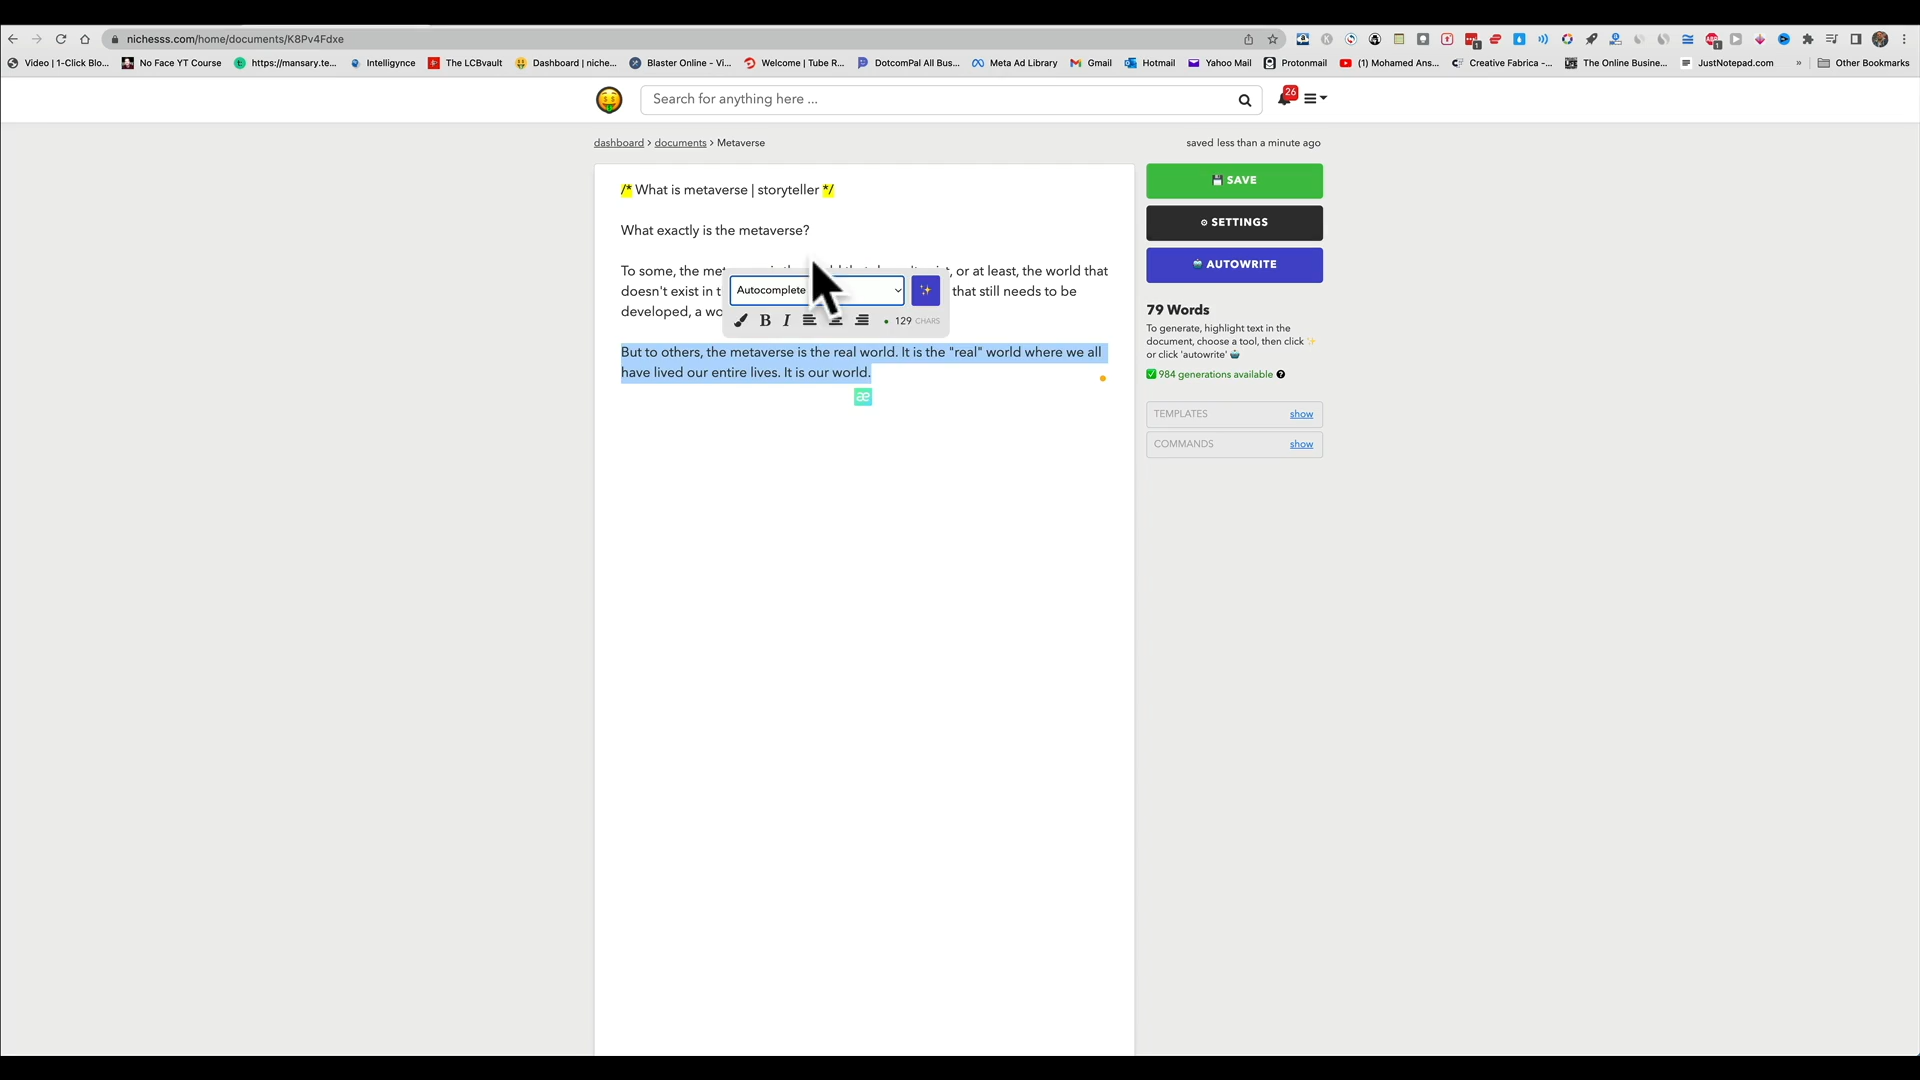 nichesss.com/home/documents/K8Pv4Fdxe
Video | 1-Click Blo... No Face YT Course https://mansary.te... Intelligynce The LCBvault Dashboard | niche... Blaster Online - Vi... Welcome | Tube R... DotcomPal All Bus... Meta Ad Library Gmail Hotmail Yahoo Mail Protonmail (1) Mohamed Ans... Creative Fabrica -... The Online Busine... JustNotepad.com » Other Bookmarks
Search for anything here ...
26
dashboard > documents > Metaverse
saved less than a minute ago
/* What is metaverse | storyteller */
What exactly is the metaverse?
To some, the , or at least, the world that
doesn't exist in that still needs to be
developed, a
Autocomplete
B I 129 CHARS
But to others, the metaverse is the real world. It is the "real" world where we all
have lived our entire lives. It is our world.
æ
SAVE
SETTINGS
AUTOWRITE
79 Words
To generate, highlight text in the
document, choose a tool, then click
or click 'autowrite'
984 generations available
TEMPLATES show
COMMANDS show